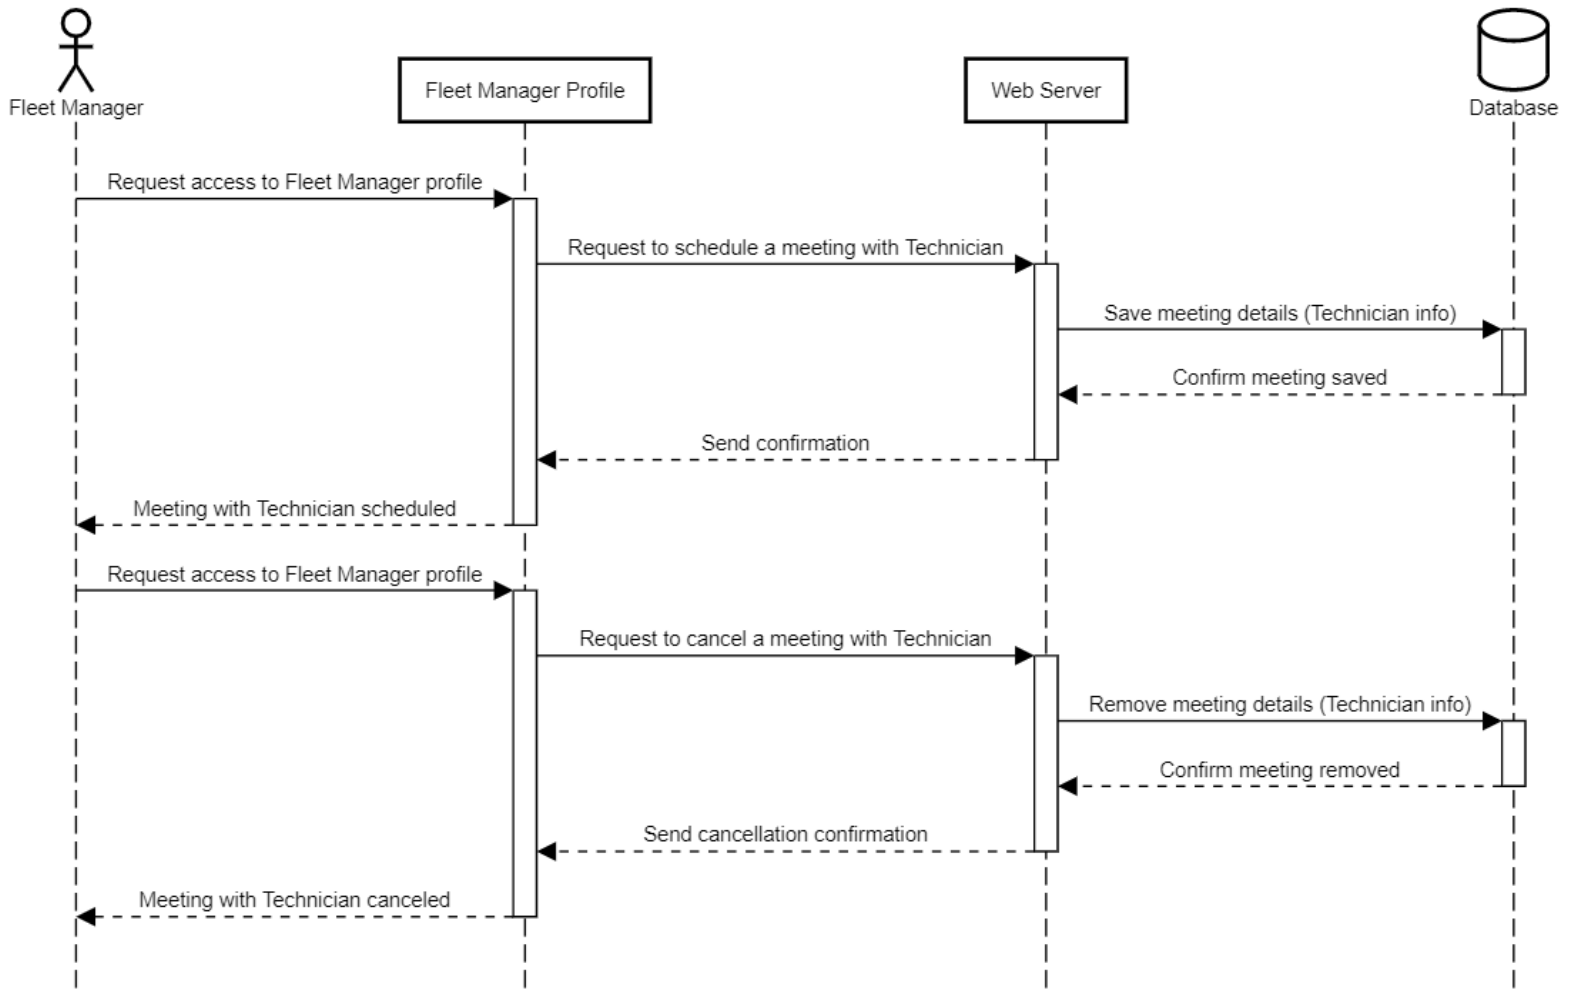 Fleet Manager
Fleet Manager Profile
Web Server
Database
Request access to Fleet Manager profile
Request to schedule a meeting with Technician
Save meeting details (Technician info)
Confirm meeting saved
Send confirmation
Meeting with Technician scheduled
Request access to Fleet Manager profile
Request to cancel a meeting with Technician
Remove meeting details (Technician info)
Confirm meeting removed
Send cancellation confirmation
Meeting with Technician canceled